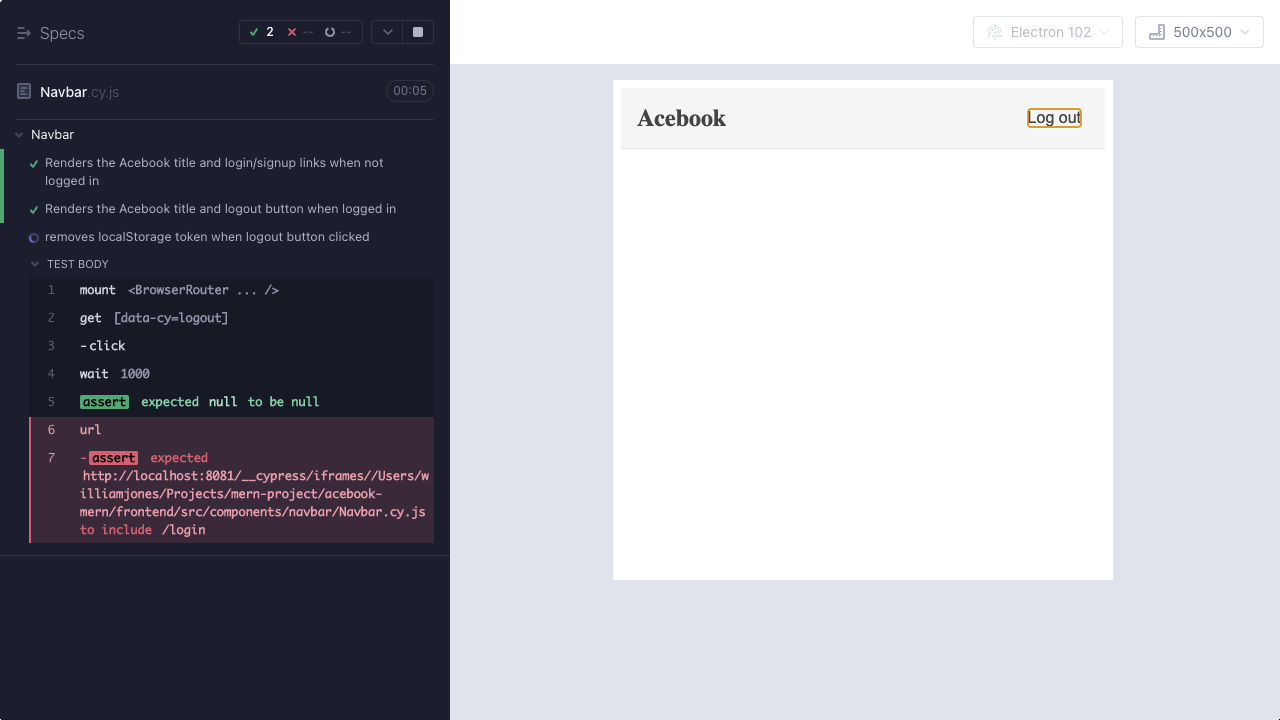 Specs
2
--
--
Electron 102
500x500
Navbar.cy.js
00:05
Navbar
Renders the Acebook title and login/signup links when not
logged in
Renders the Acebook title and logout button when logged in
removes localStorage token when logout button clicked
TEST BODY
1 mount <BrowserRouter ... />
2 get [data-cy=logout]
3 -click
4 wait 1000
5 assert expected null to be null
6 url
7 -assert expected
http://localhost:8081/__cypress/iframes//Users/w
illiamjones/Projects/mern-project/acebook-
mern/frontend/src/components/navbar/Navbar.cy.js
to include /login
Acebook
Log out